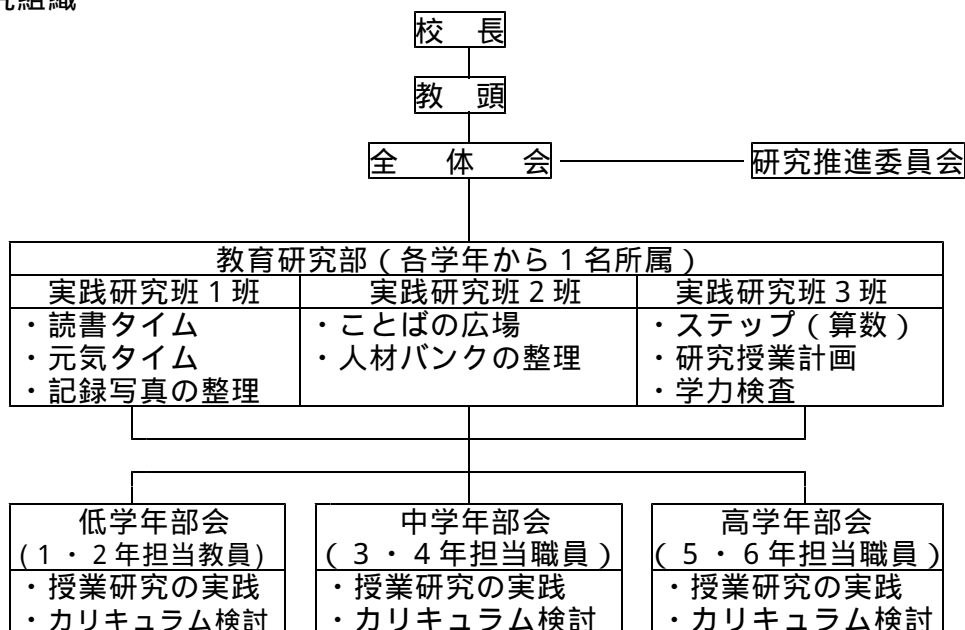 究組織
校　長
教　頭
全　体　会
研究推進委員会
教育研究部（各学年から１名所属）
実践研究班１班
・読書タイム
・元気タイム
・記録写真の整理
実践研究班２班
・ことばの広場
・人材バンクの整理
実践研究班３班
・ステップ（算数）
・研究授業計画
・学力検査
低学年部会
(１・２年担当教員)
・授業研究の実践
・カリキュラム検討
中学年部会
（３・４年担当職員）
・授業研究の実践
・カリキュラム検討
高学年部会
（５・６年担当職員）
・授業研究の実践
・カリキュラム検討